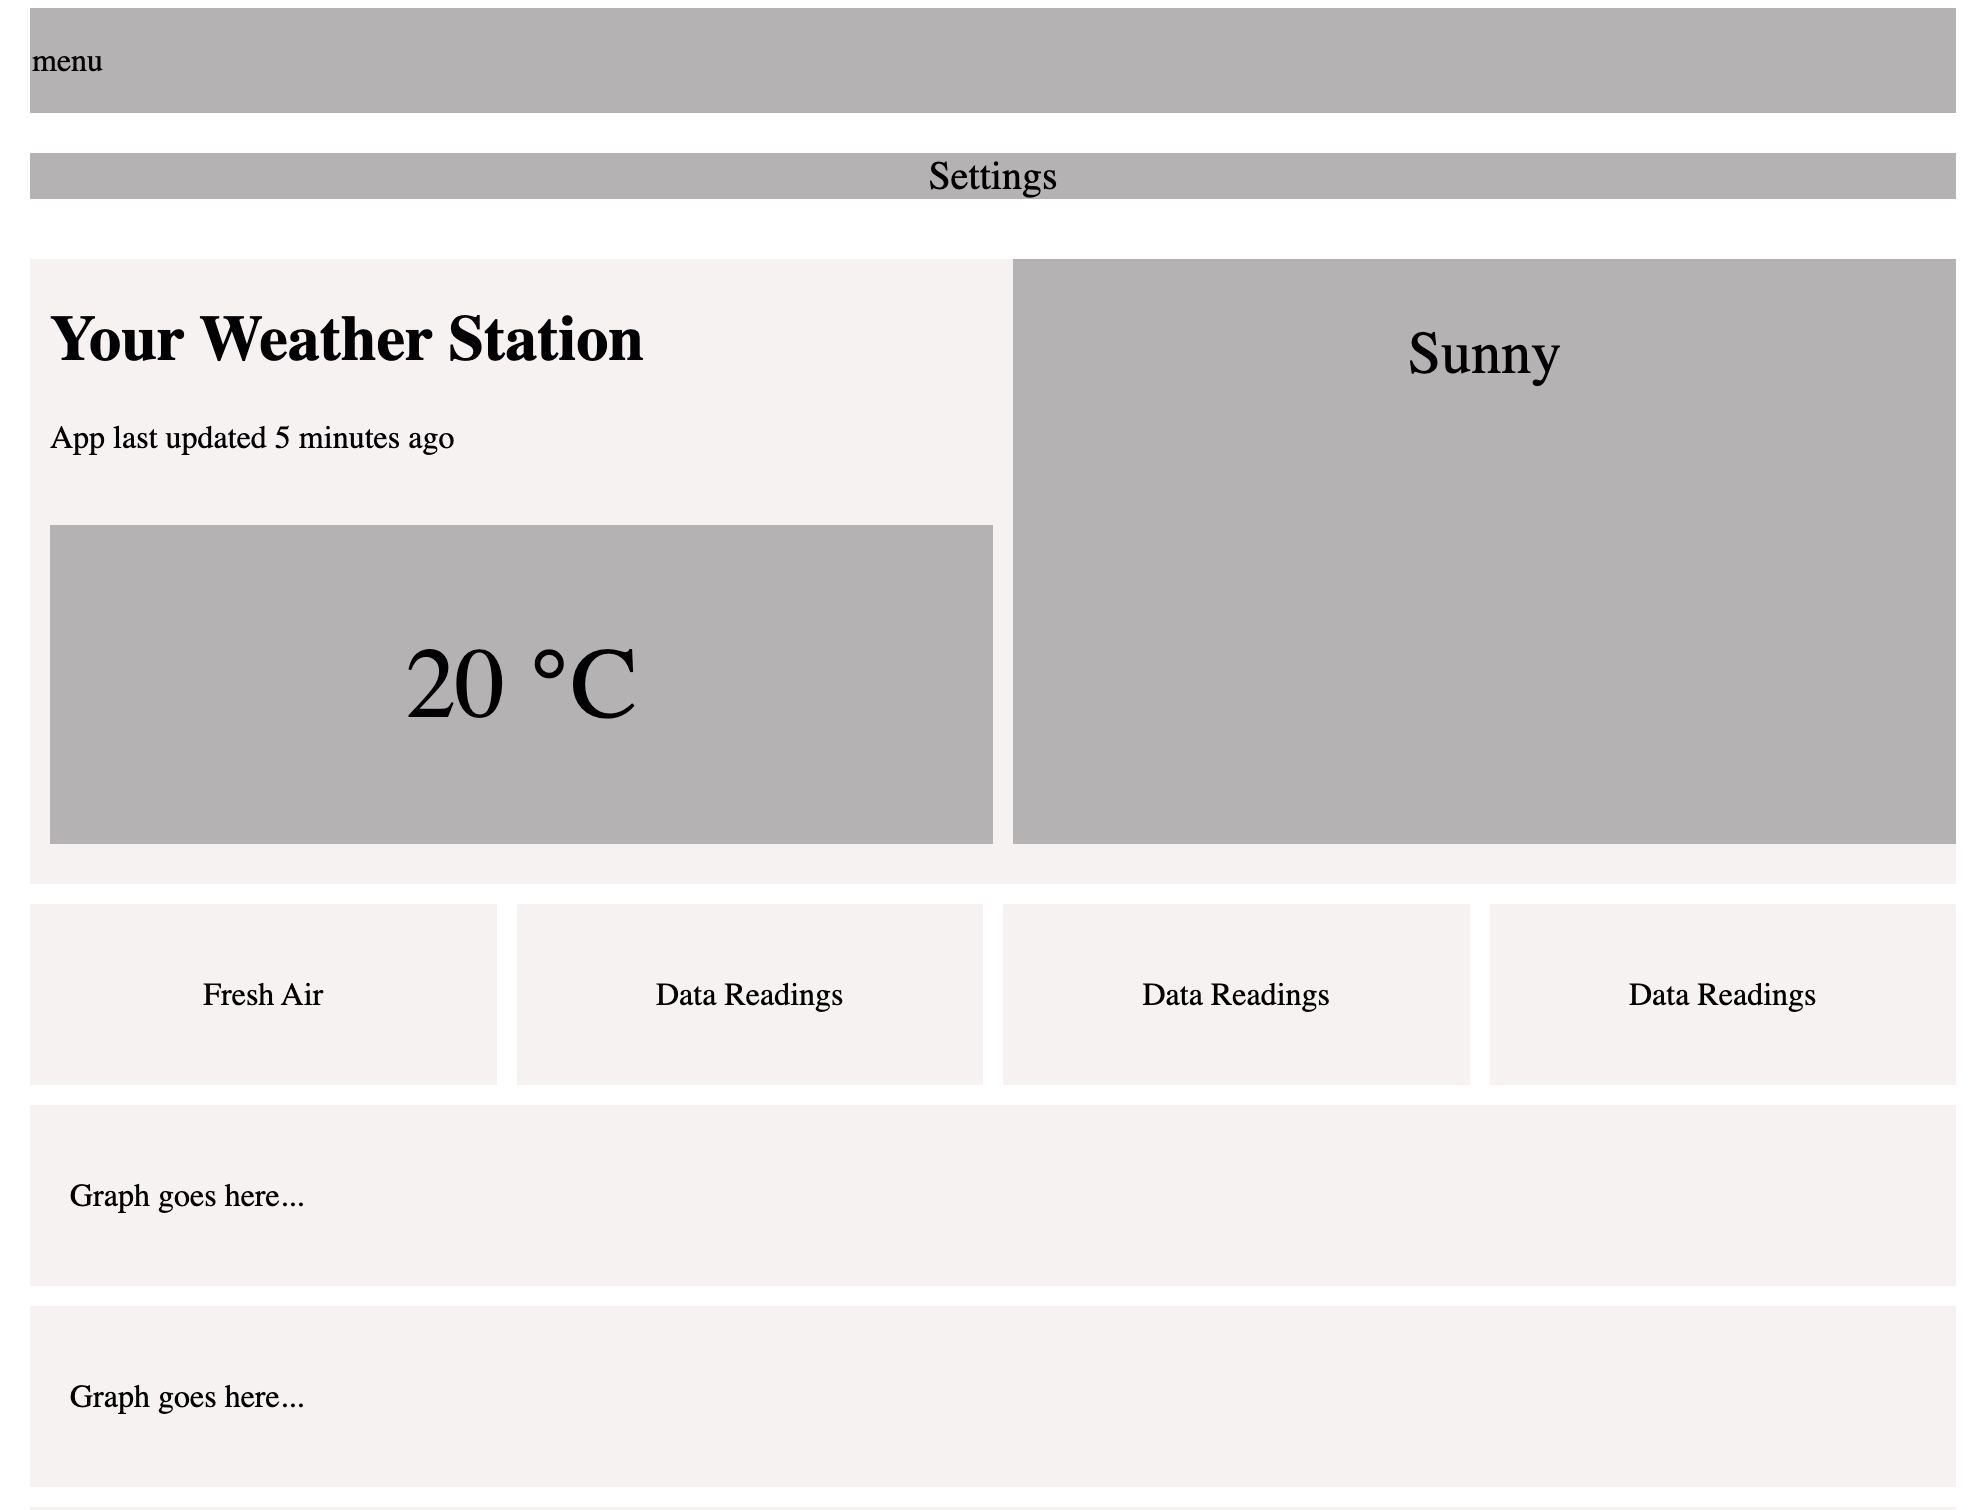 menu
Settings
Your Weather Station
App last updated 5 minutes ago
20 °C
Sunny
Fresh Air
Data Readings
Data Readings
Data Readings
Graph goes here...
Graph goes here...